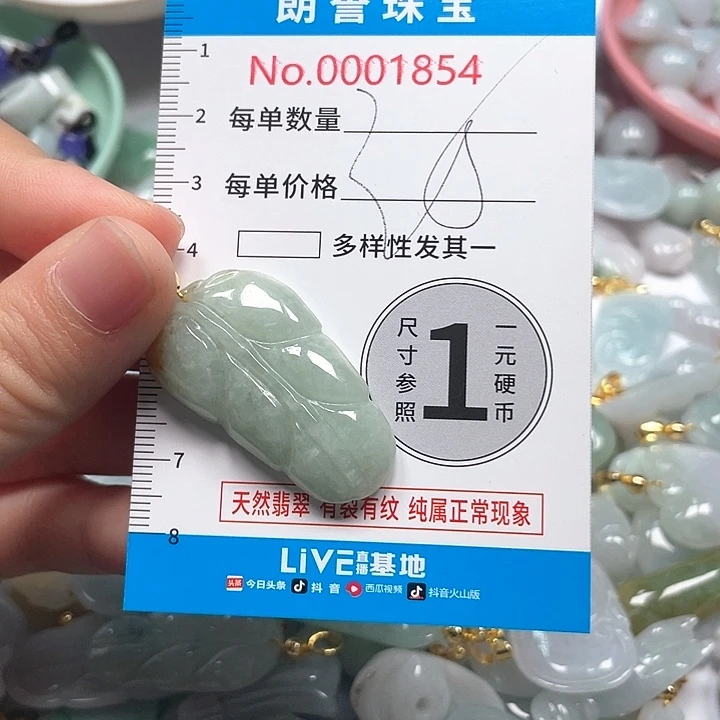 朗誉珠宝
1
No.0001854
2
每单数量
3
每单价格
4
多样性发其一
尺寸参照
1
一元硬币
7
天然翡翠 有裂有纹 纯属正常现象
8
LiVE直播基地
头条 今日头条 抖音 西瓜视频 抖音火山版